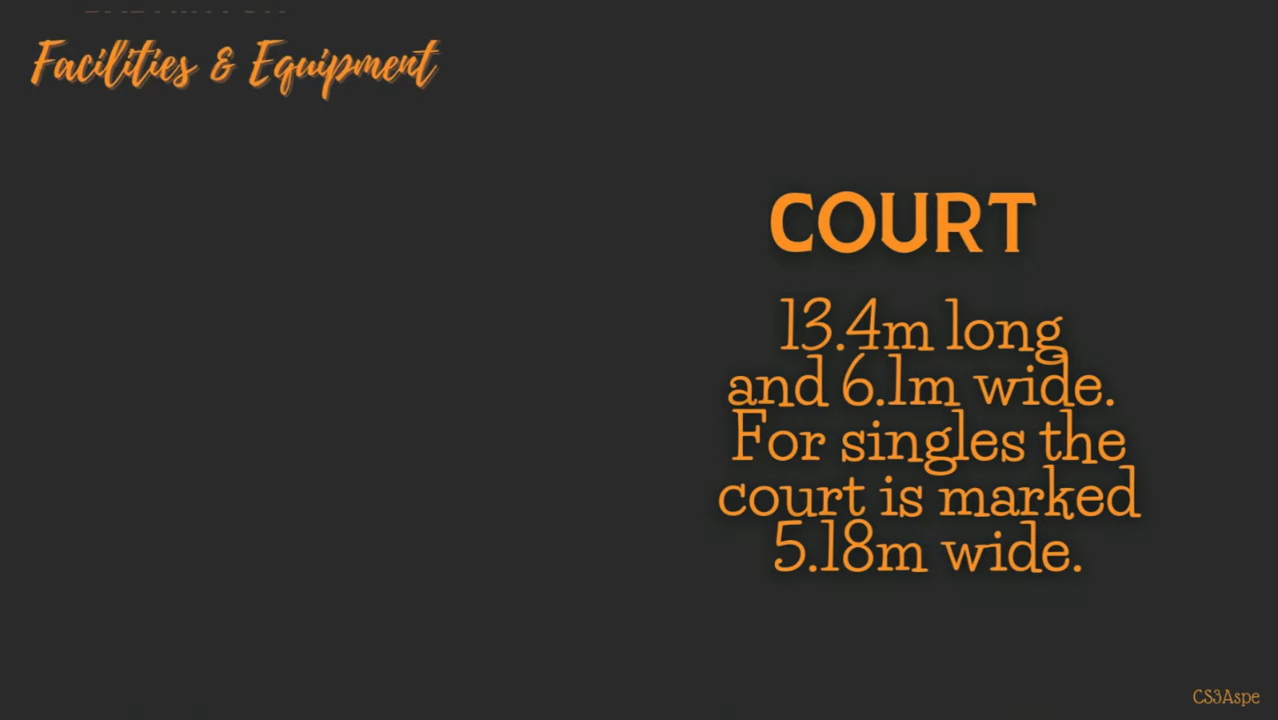 Facilities & Equipment
COURT
13.4m long
and 6.1m wide.
For singles the
court is marked
5.18m wide.
CS3Aspe